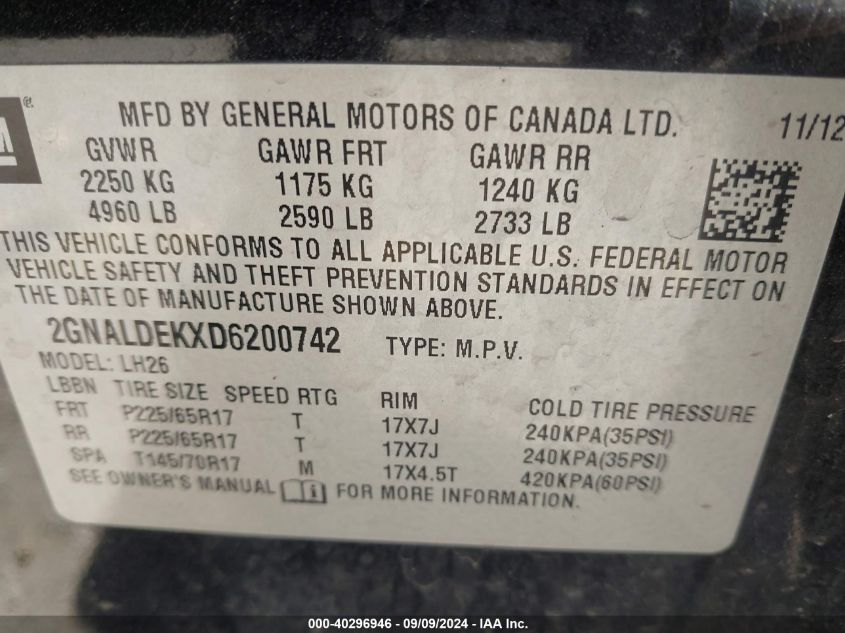 M ®
MFD BY GENERAL MOTORS OF CANADA LTD. 11/12
GVWR GAWR FRT GAWR RR
2250 KG 1175 KG 1240 KG
4960 LB 2590 LB 2733 LB
THIS VEHICLE CONFORMS TO ALL APPLICABLE U.S. FEDERAL MOTOR
VEHICLE SAFETY AND THEFT PREVENTION STANDARDS IN EFFECT ON
THE DATE OF MANUFACTURE SHOWN ABOVE.
2GNALDEKXD6200742 TYPE: M.P.V.
MODEL: LH26
LBBN TIRE SIZE SPEED RTG RIM COLD TIRE PRESSURE
FRT P225/65R17 T 17X7J 240KPA(35PSI)
RR P225/65R17 T 17X7J 240KPA(35PSI)
SPA T145/70R17 M 17X4.5T 420KPA(60PSI)
SEE OWNER'S MANUAL i FOR MORE INFORMATION.
000-40296946 - 09/09/2024 - IAA Inc.